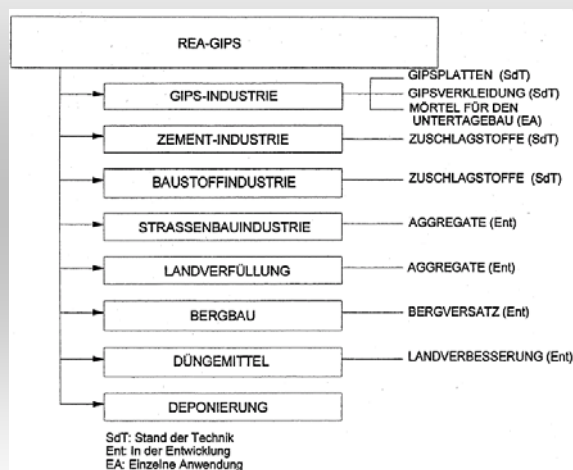 REA-GIPS
GIPS-INDUSTRIE
GIPSPLATTEN (SdT)
GIPSVERKLEIDUNG (SdT)
MÖRTEL FÜR DEN
UNTERTAGEBAU (EA)
ZEMENT-INDUSTRIE
ZUSCHLAGSTOFFE (SdT)
BAUSTOFFINDUSTRIE
ZUSCHLAGSTOFFE (SdT)
STRASSENBAUINDUSTRIE
AGGREGATE (Ent)
LANDVERFÜLLUNG
AGGREGATE (Ent)
BERGBAU
BERGVERSATZ (Ent)
DÜNGEMITTEL
LANDVERBESSERUNG (Ent)
DEPONIERUNG
SdT: Stand der Technik
Ent: In der Entwicklung
EA: Einzelne Anwendung